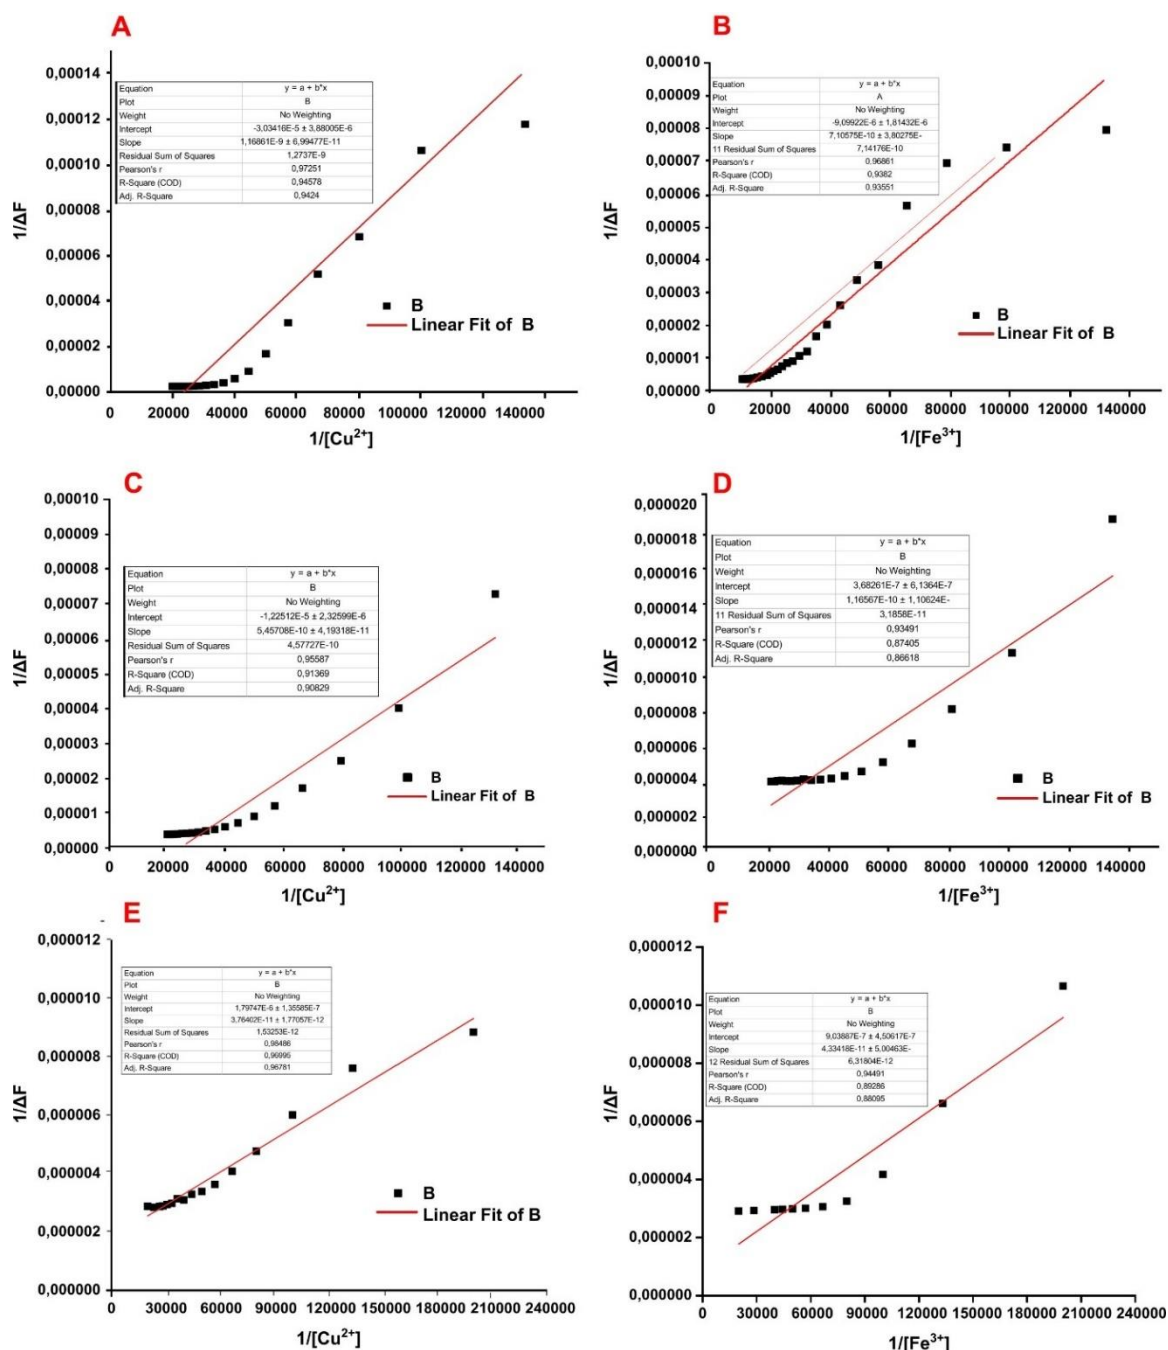 A
1/ΔF
0,00014
0,00012
0,00010
0,00008
0,00006
0,00004
0,00002
0,00000
Equation y = a + b*x
Plot B
Weight No Weighting
Intercept -3,03416E-5 ± 3,88005E-6
Slope 1,16861E-9 ± 6,99477E-11
Residual Sum of Squares 1,2737E-9
Pearson's r 0,97251
R-Square (COD) 0,94578
Adj. R-Square 0,9424
B
Linear Fit of B
0 20000 40000 60000 80000 100000 120000 140000
1/[Cu²⁺]
B
1/ΔF
0,00010
0,00009
0,00008
0,00007
0,00006
0,00005
0,00004
0,00003
0,00002
0,00001
0,00000
Equation y = a + b*x
Plot A
Weight No Weighting
Intercept -9,09922E-6 ± 1,81432E-6
Slope 7,10575E-10 ± 3,80275E-
11 Residual Sum of Squares 7,14176E-10
Pearson's r 0,96861
R-Square (COD) 0,9382
Adj. R-Square 0,93551
B
Linear Fit of B
0 20000 40000 60000 80000 100000 120000 140000
1/[Fe³⁺]
C
1/ΔF
0,00010
0,00009
0,00008
0,00007
0,00006
0,00005
0,00004
0,00003
0,00002
0,00001
0,00000
Equation y = a + b*x
Plot B
Weight No Weighting
Intercept -1,22512E-5 ± 2,32599E-6
Slope 5,45708E-10 ± 4,19318E-11
Residual Sum of Squares 4,57727E-10
Pearson's r 0,95587
R-Square (COD) 0,91369
Adj. R-Square 0,90829
B
Linear Fit of B
0 20000 40000 60000 80000 100000 120000 140000
1/[Cu²⁺]
D
1/ΔF
0,000020
0,000018
0,000016
0,000014
0,000012
0,000010
0,000008
0,000006
0,000004
0,000002
0,000000
Equation y = a + b*x
Plot B
Weight No Weighting
Intercept 3,68261E-7 ± 6,1364E-7
Slope 1,16567E-10 ± 1,10624E-
11 Residual Sum of Squares 3,1858E-11
Pearson's r 0,93491
R-Square (COD) 0,87405
Adj. R-Square 0,86618
B
Linear Fit of B
0 20000 40000 60000 80000 100000 120000 140000
1/[Fe³⁺]
E
1/ΔF
0,000012
0,000010
0,000008
0,000006
0,000004
0,000002
0,000000
Equation y = a + b*x
Plot B
Weight No Weighting
Intercept 1,79747E-6 ± 1,35585E-7
Slope 3,76402E-11 ± 1,77057E-12
Residual Sum of Squares 1,53253E-12
Pearson's r 0,98486
R-Square (COD) 0,96995
Adj. R-Square 0,96781
B
Linear Fit of B
0 30000 60000 90000 120000 150000 180000 210000 240000
1/[Cu²⁺]
F
1/ΔF
0,000012
0,000010
0,000008
0,000006
0,000004
0,000002
0,000000
Equation y = a + b*x
Plot B
Weight No Weighting
Intercept 9,03887E-7 ± 4,50617E-7
Slope 4,33418E-11 ± 5,00463E-
12 Residual Sum of Squares 6,31804E-12
Pearson's r 0,94491
R-Square (COD) 0,89286
Adj. R-Square 0,88095
B
Linear Fit of B
0 30000 60000 90000 120000 150000 180000 210000 240000
1/[Fe³⁺]